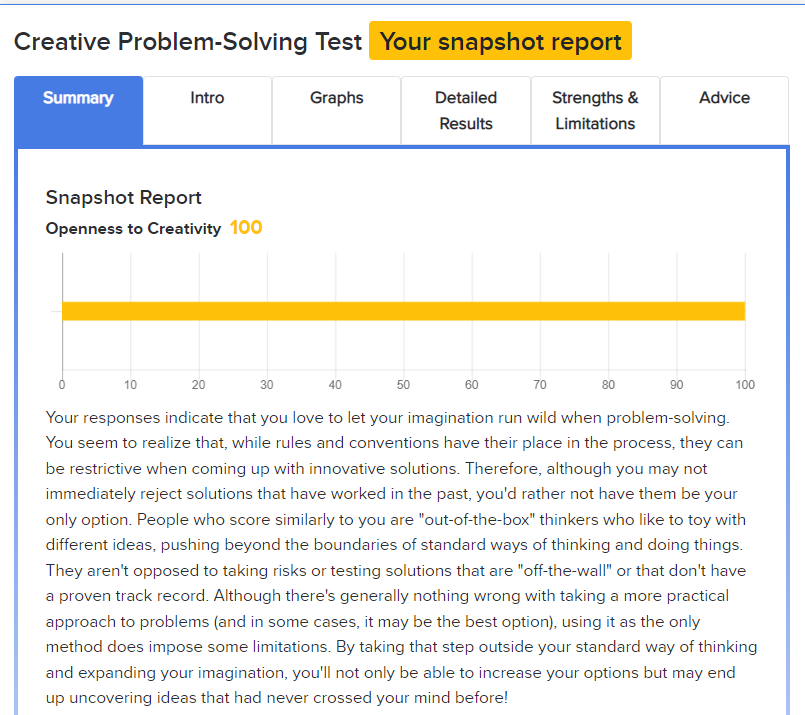 Creative Problem-Solving Test Your snapshot report
Summary
Intro
Graphs
Detailed
Results
Strengths &
Limitations
Advice
Snapshot Report
Openness to Creativity 100
0 10 20 30 40 50 60 70 80 90 100
Your responses indicate that you love to let your imagination run wild when problem-solving.
You seem to realize that, while rules and conventions have their place in the process, they can
be restrictive when coming up with innovative solutions. Therefore, although you may not
immediately reject solutions that have worked in the past, you'd rather not have them be your
only option. People who score similarly to you are "out-of-the-box" thinkers who like to toy with
different ideas, pushing beyond the boundaries of standard ways of thinking and doing things.
They aren't opposed to taking risks or testing solutions that are "off-the-wall" or that don't have
a proven track record. Although there's generally nothing wrong with taking a more practical
approach to problems (and in some cases, it may be the best option), using it as the only
method does impose some limitations. By taking that step outside your standard way of thinking
and expanding your imagination, you'll not only be able to increase your options but may end
up uncovering ideas that had never crossed your mind before!